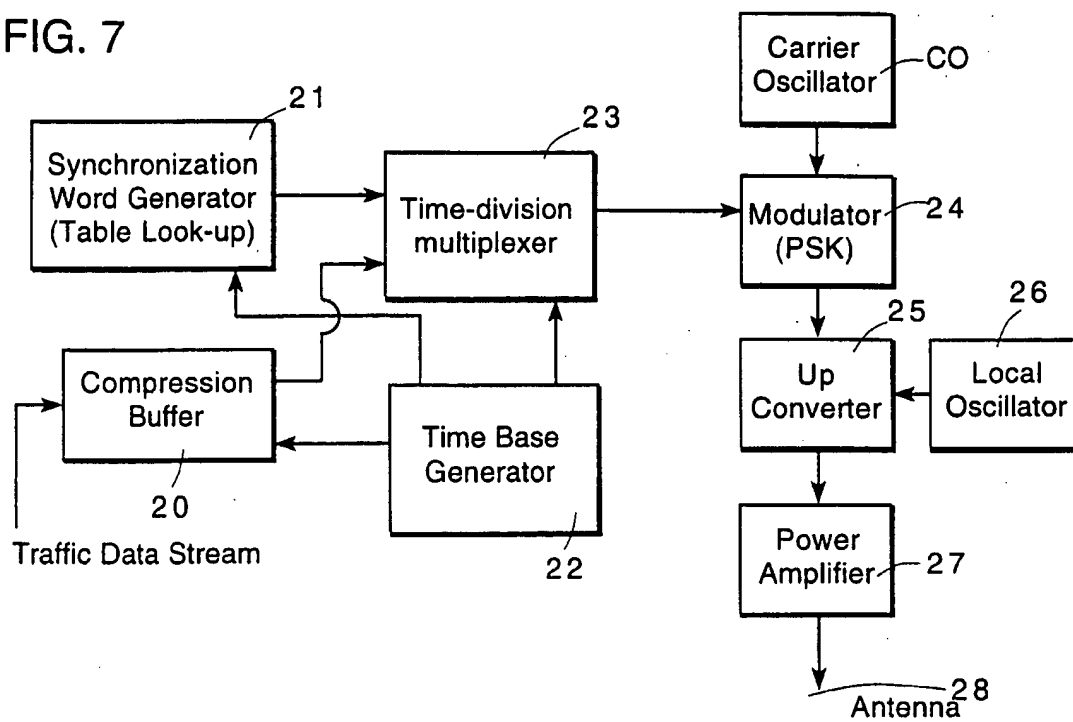 FIG. 7
21
Synchronization
Word Generator
(Table Look-up)
23
Time-division
multiplexer
Carrier
Oscillator
CO
Modulator
(PSK)
24
Compression
Buffer
20
Traffic Data Stream
Time Base
Generator
22
25
Up
Converter
26
Local
Oscillator
Power
Amplifier
27
28
Antenna